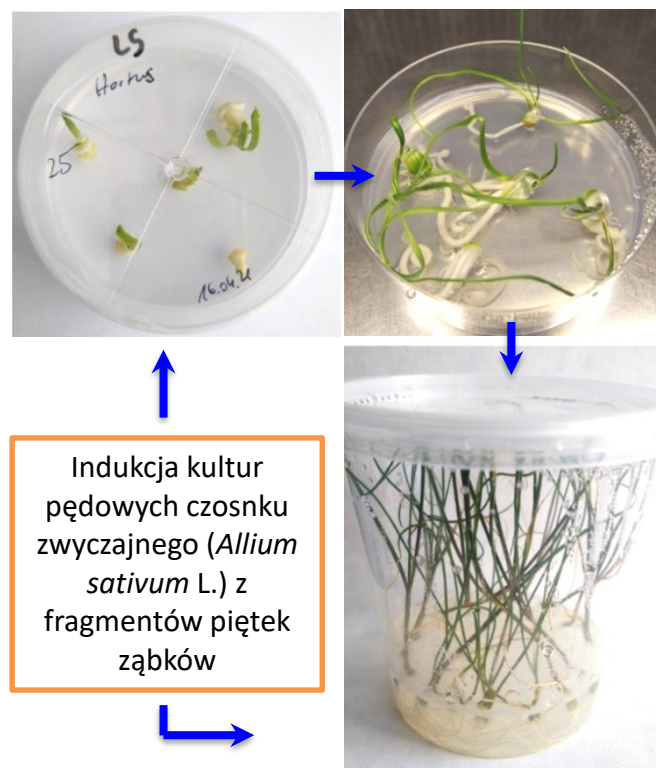 LS
Hortus
25
16.04.21
Indukcja kultur
pędowych czosnku
zwyczajnego (Allium
sativum L.) z
fragmentów piętek
ząbków